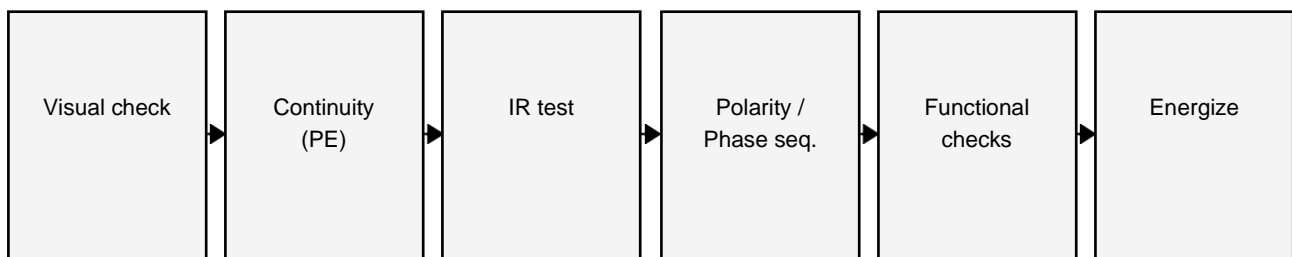 Visual check
Continuity
(PE)
IR test
Polarity /
Phase seq.
Functional
checks
Energize